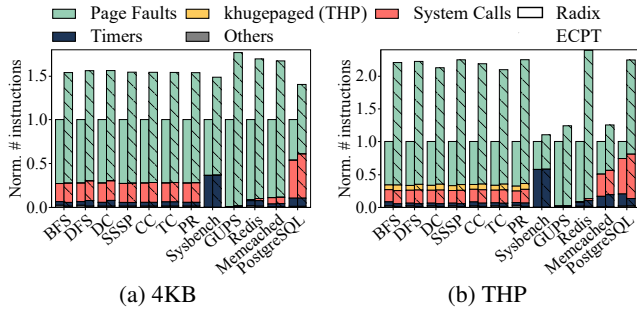 Page Faults khugepaged (THP) System Calls Radix
Timers Others ECPT
Norm. # instructions
1.5
1.0
0.5
0.0
BFS DFS DC SSSP CC TC PR Sysbench GUPS Redis Memcached PostgreSQL
(a) 4KB
Norm. # instructions
2.0
1.5
1.0
0.5
0.0
BFS DFS DC SSSP CC TC PR Sysbench GUPS Redis Memcached PostgreSQL
(b) THP